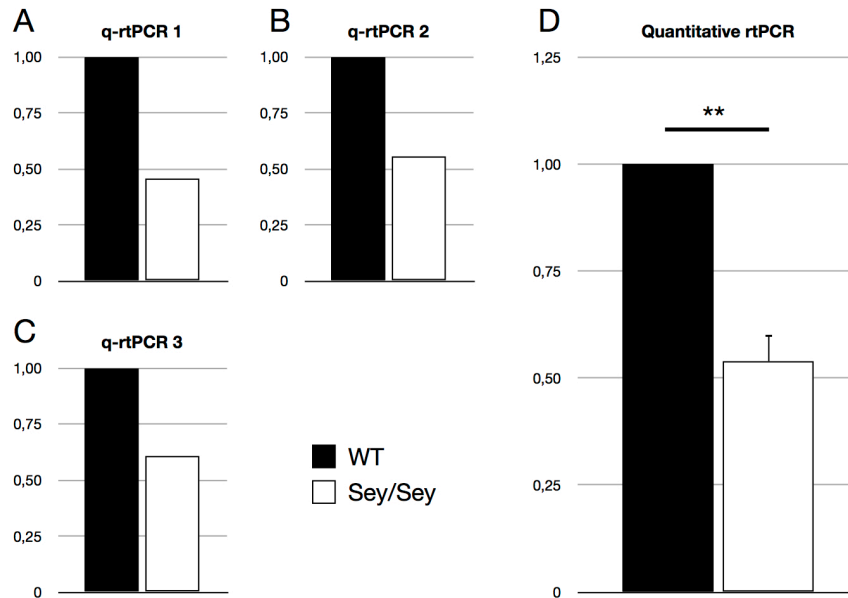 A
q-rtPCR 1
1,00
0,75
0,50
0,25
0
B
q-rtPCR 2
1,00
0,75
0,50
0,25
0
C
q-rtPCR 3
1,00
0,75
0,50
0,25
0
WT
Sey/Sey
D
Quantitative rtPCR
1,25
**
1,00
0,75
0,50
0,25
0